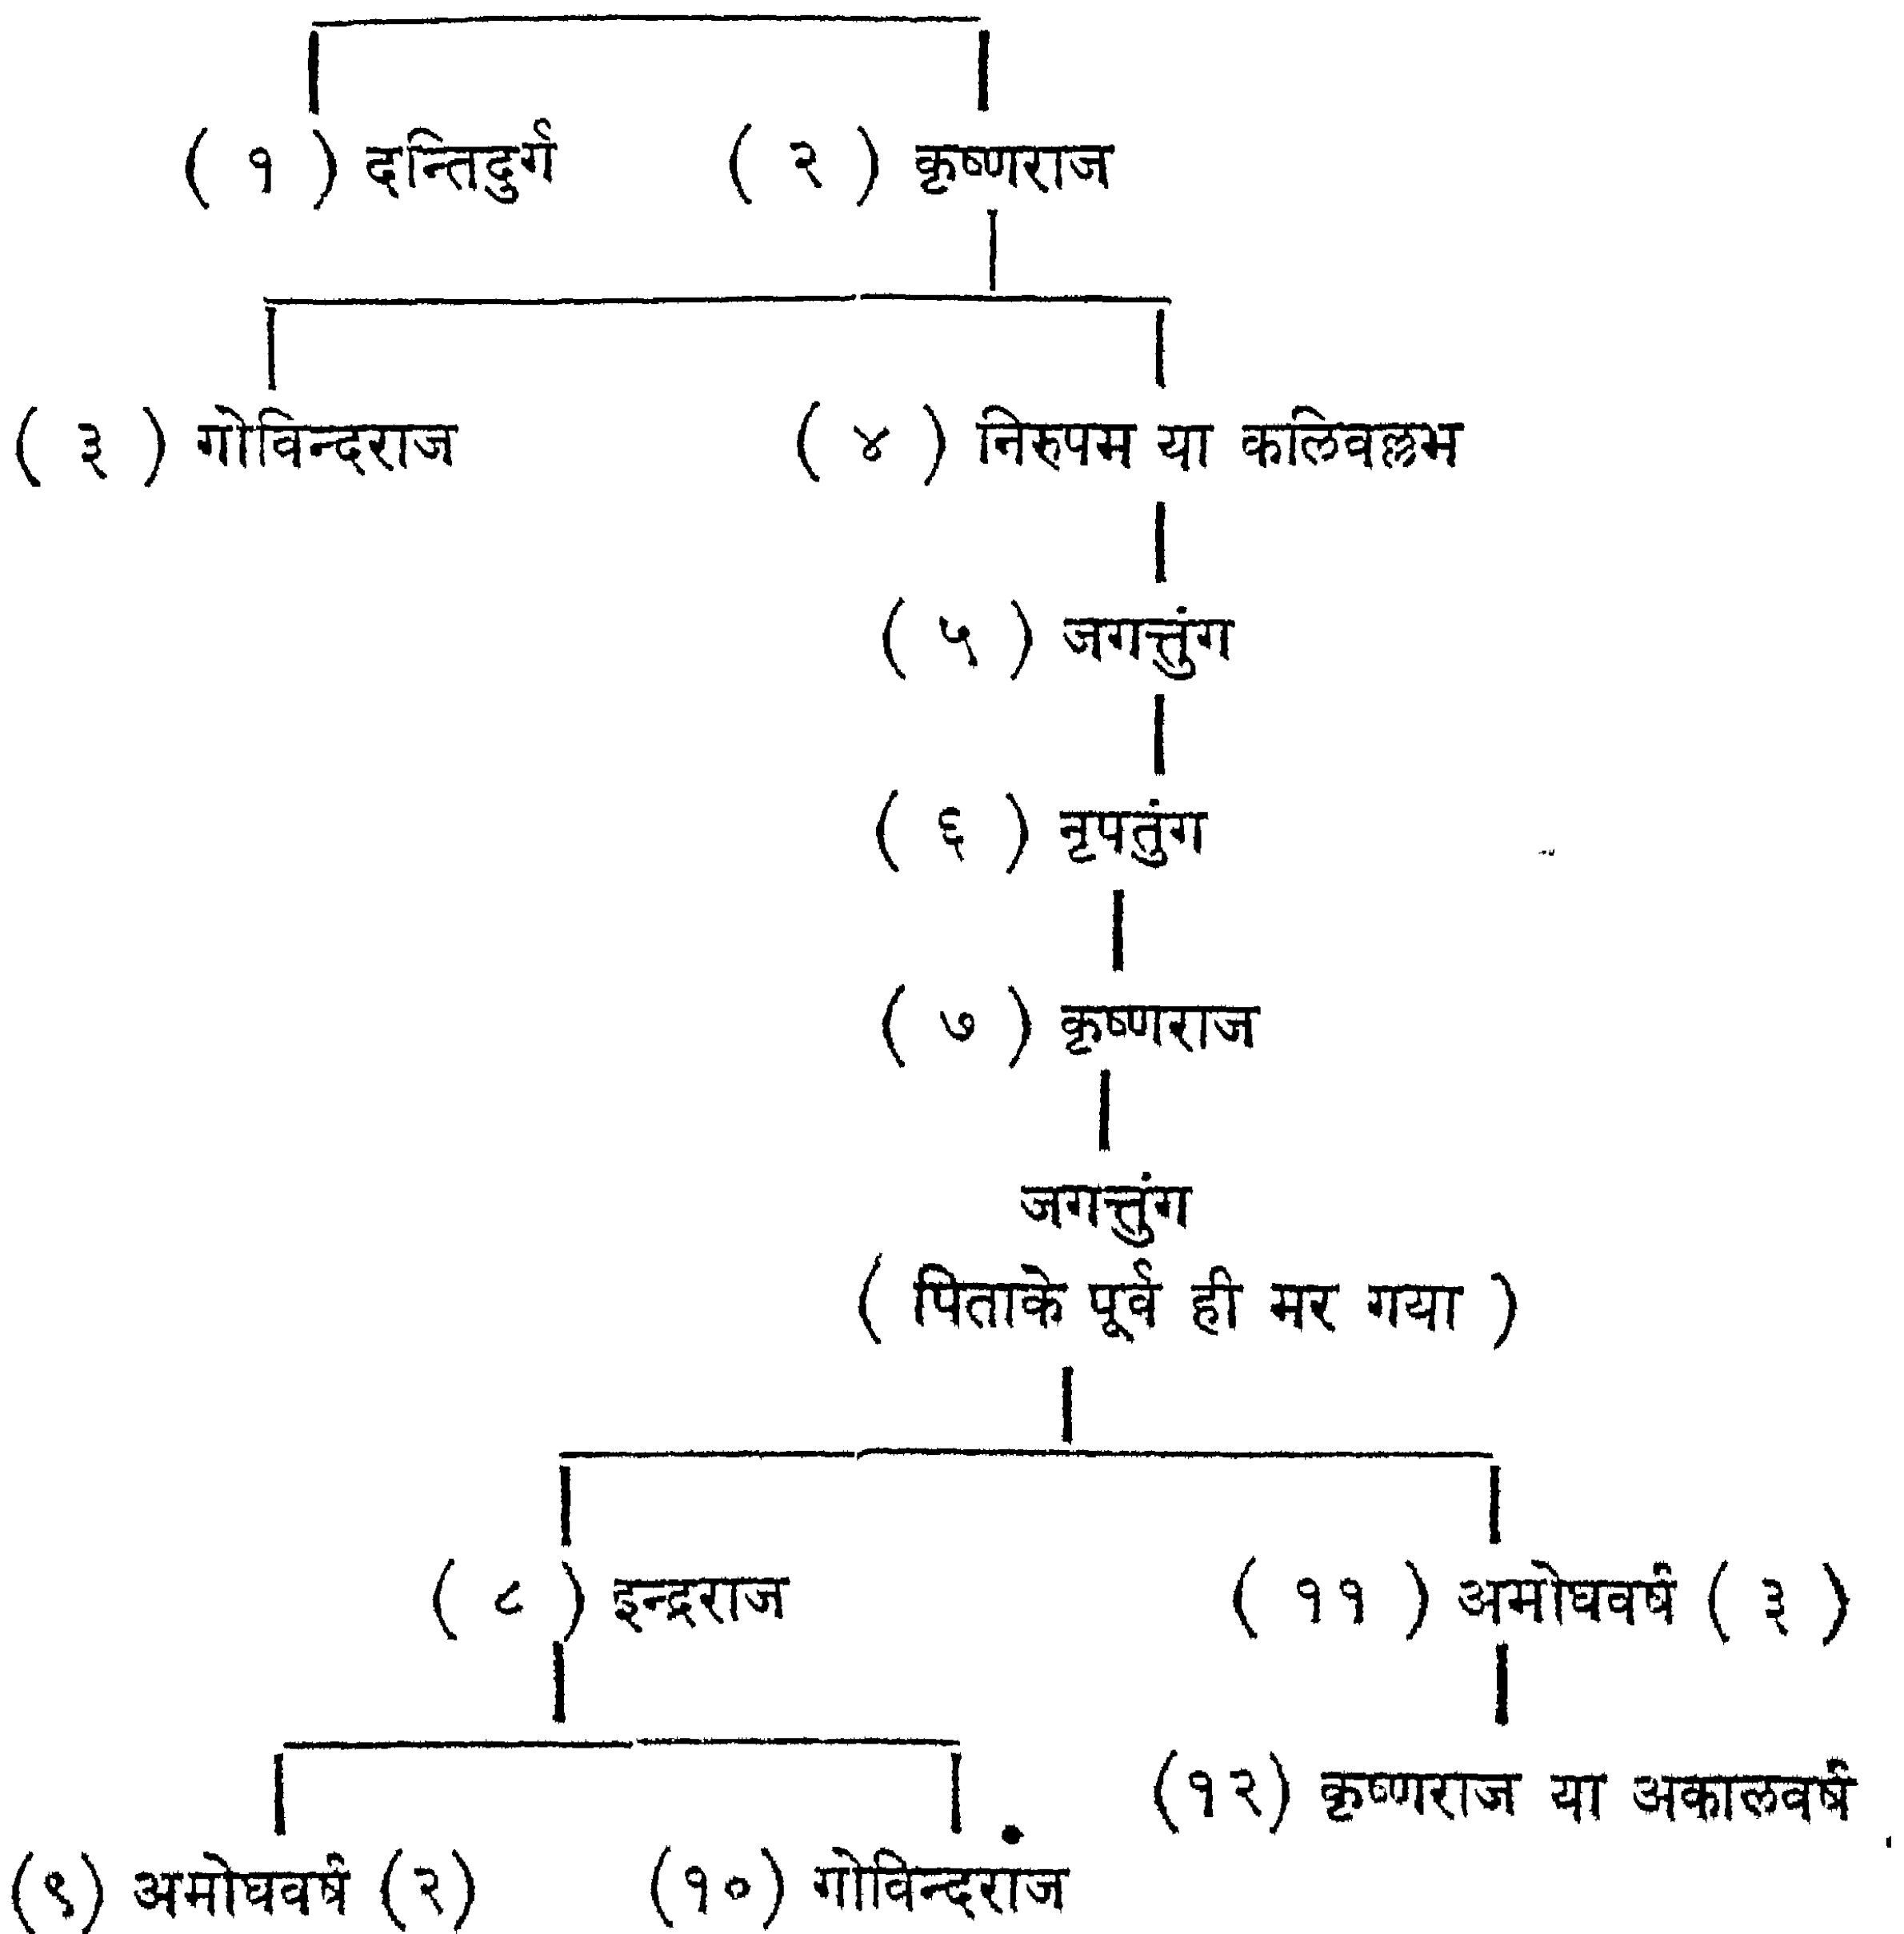 ( १ ) दन्तिदुर्ग ( २ ) कृष्णराज
( ३ ) गोविन्दराज ( ४ ) निरुपम या कलिवल्लभ
( ५ ) जगत्तुंग
( ६ ) नृपतुंग
( ७ ) कृष्णराज
जगत्तुंग
( पिताके पूर्व ही मर गया )
( ८ ) इन्द्रराज ( ११ ) अमोघवर्ष ( ३ )
(१२) कृष्णराज या अकालवर्ष
(९) अमोघवर्ष (२) (१०) गोविन्दराज